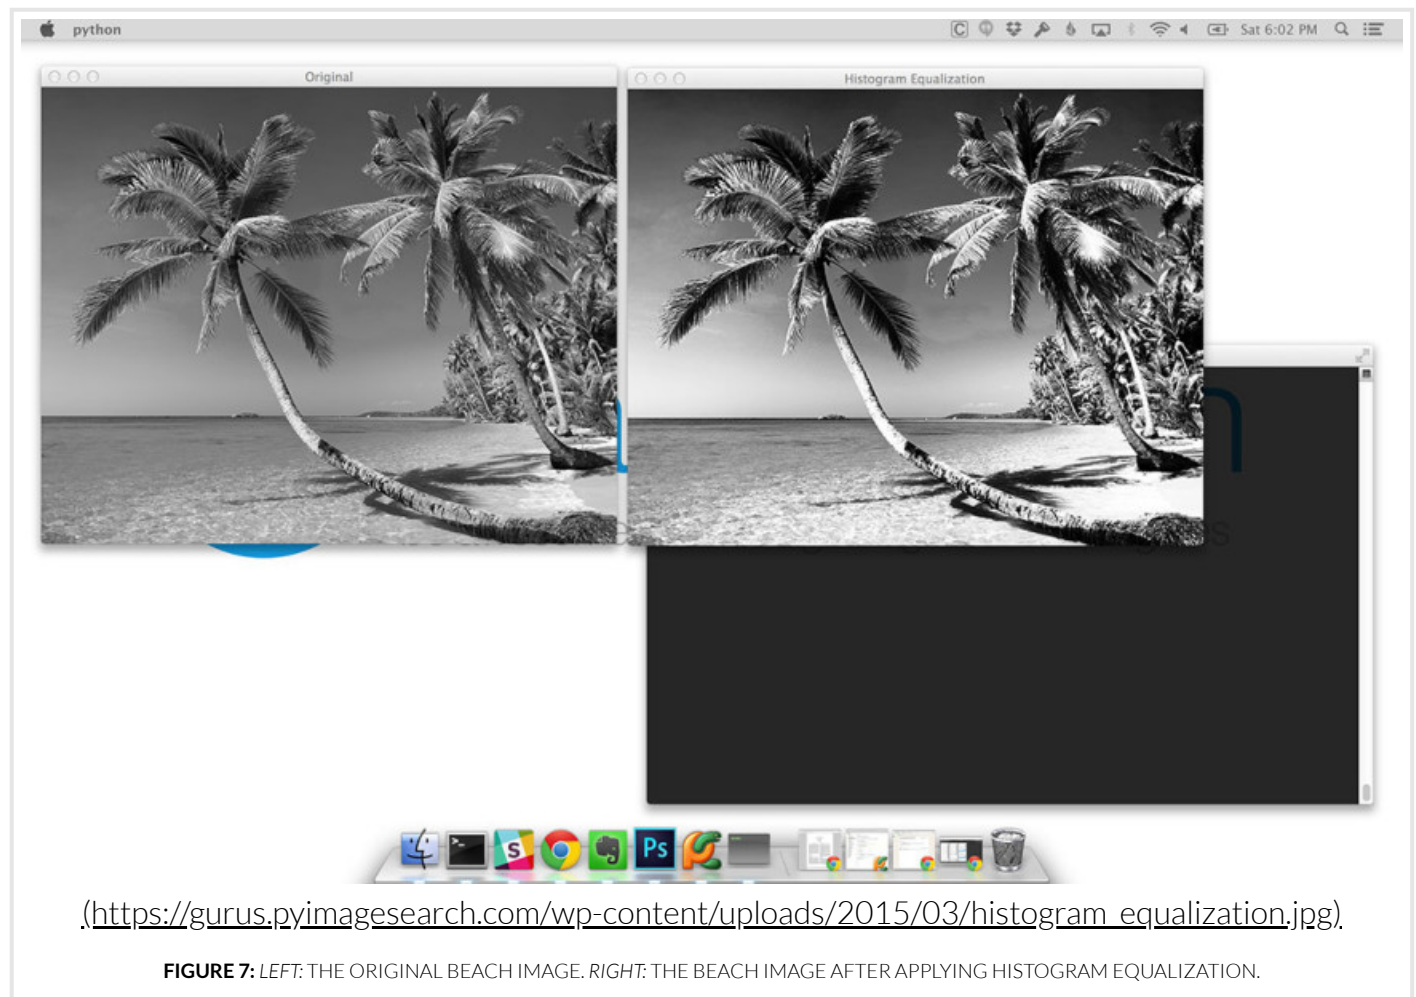 python
Sat 6:02 PM
Original
Histogram Equalization
S
Ps
(https://gurus.pyimagesearch.com/wp-content/uploads/2015/03/histogram_equalization.jpg)
FIGURE 7: LEFT: THE ORIGINAL BEACH IMAGE. RIGHT: THE BEACH IMAGE AFTER APPLYING HISTOGRAM EQUALIZATION.